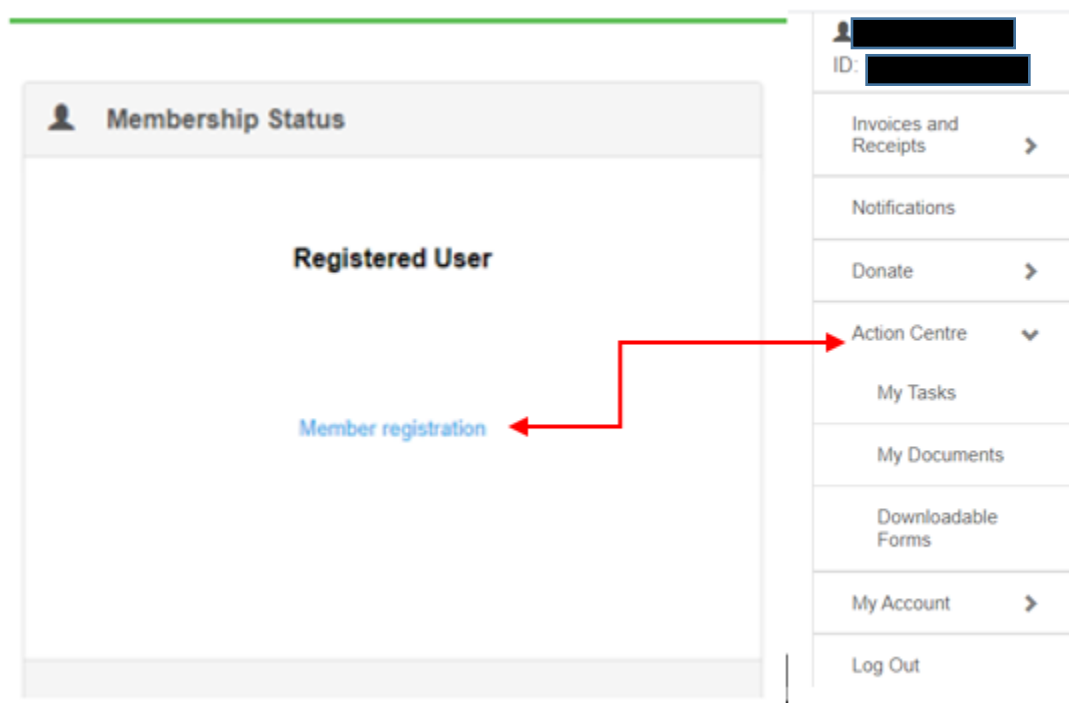 Membership Status
Registered User
Member registration
ID:
Invoices and
Receipts
Notifications
Donate
Action Centre
My Tasks
My Documents
Downloadable
Forms
My Account
Log Out